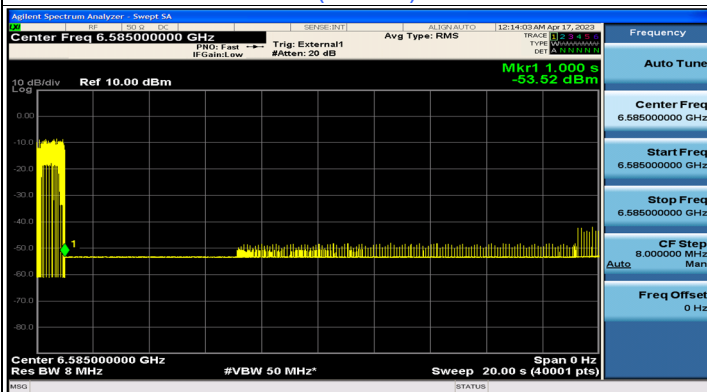 Agilent Spectrum Analyzer - Swept SA
RF 50 Ω DC SENSE:INT ALIGN AUTO 12:14:03 AM Apr 17, 2023
Center Freq 6.585000000 GHz
PNO: Fast
IFGain:Low
Trig: External1
#Atten: 20 dB
Avg Type: RMS
TRACE 1 2 3 4 5 6
TYPE
DET A N N N N N
Mkr1 1.000 s
-53.52 dBm
10 dB/div
Log
Ref 10.00 dBm
0.00
-10.0
-20.0
-30.0
-40.0
-50.0
-60.0
-70.0
-80.0
1
Center 6.585000000 GHz
Span 0 Hz
Res BW 8 MHz
#VBW 50 MHz*
Sweep 20.00 s (40001 pts)
MSG
STATUS
Frequency
Auto Tune
Center Freq
6.585000000 GHz
Start Freq
6.585000000 GHz
Stop Freq
6.585000000 GHz
CF Step
8.000000 MHz
Auto Man
Freq Offset
0 Hz